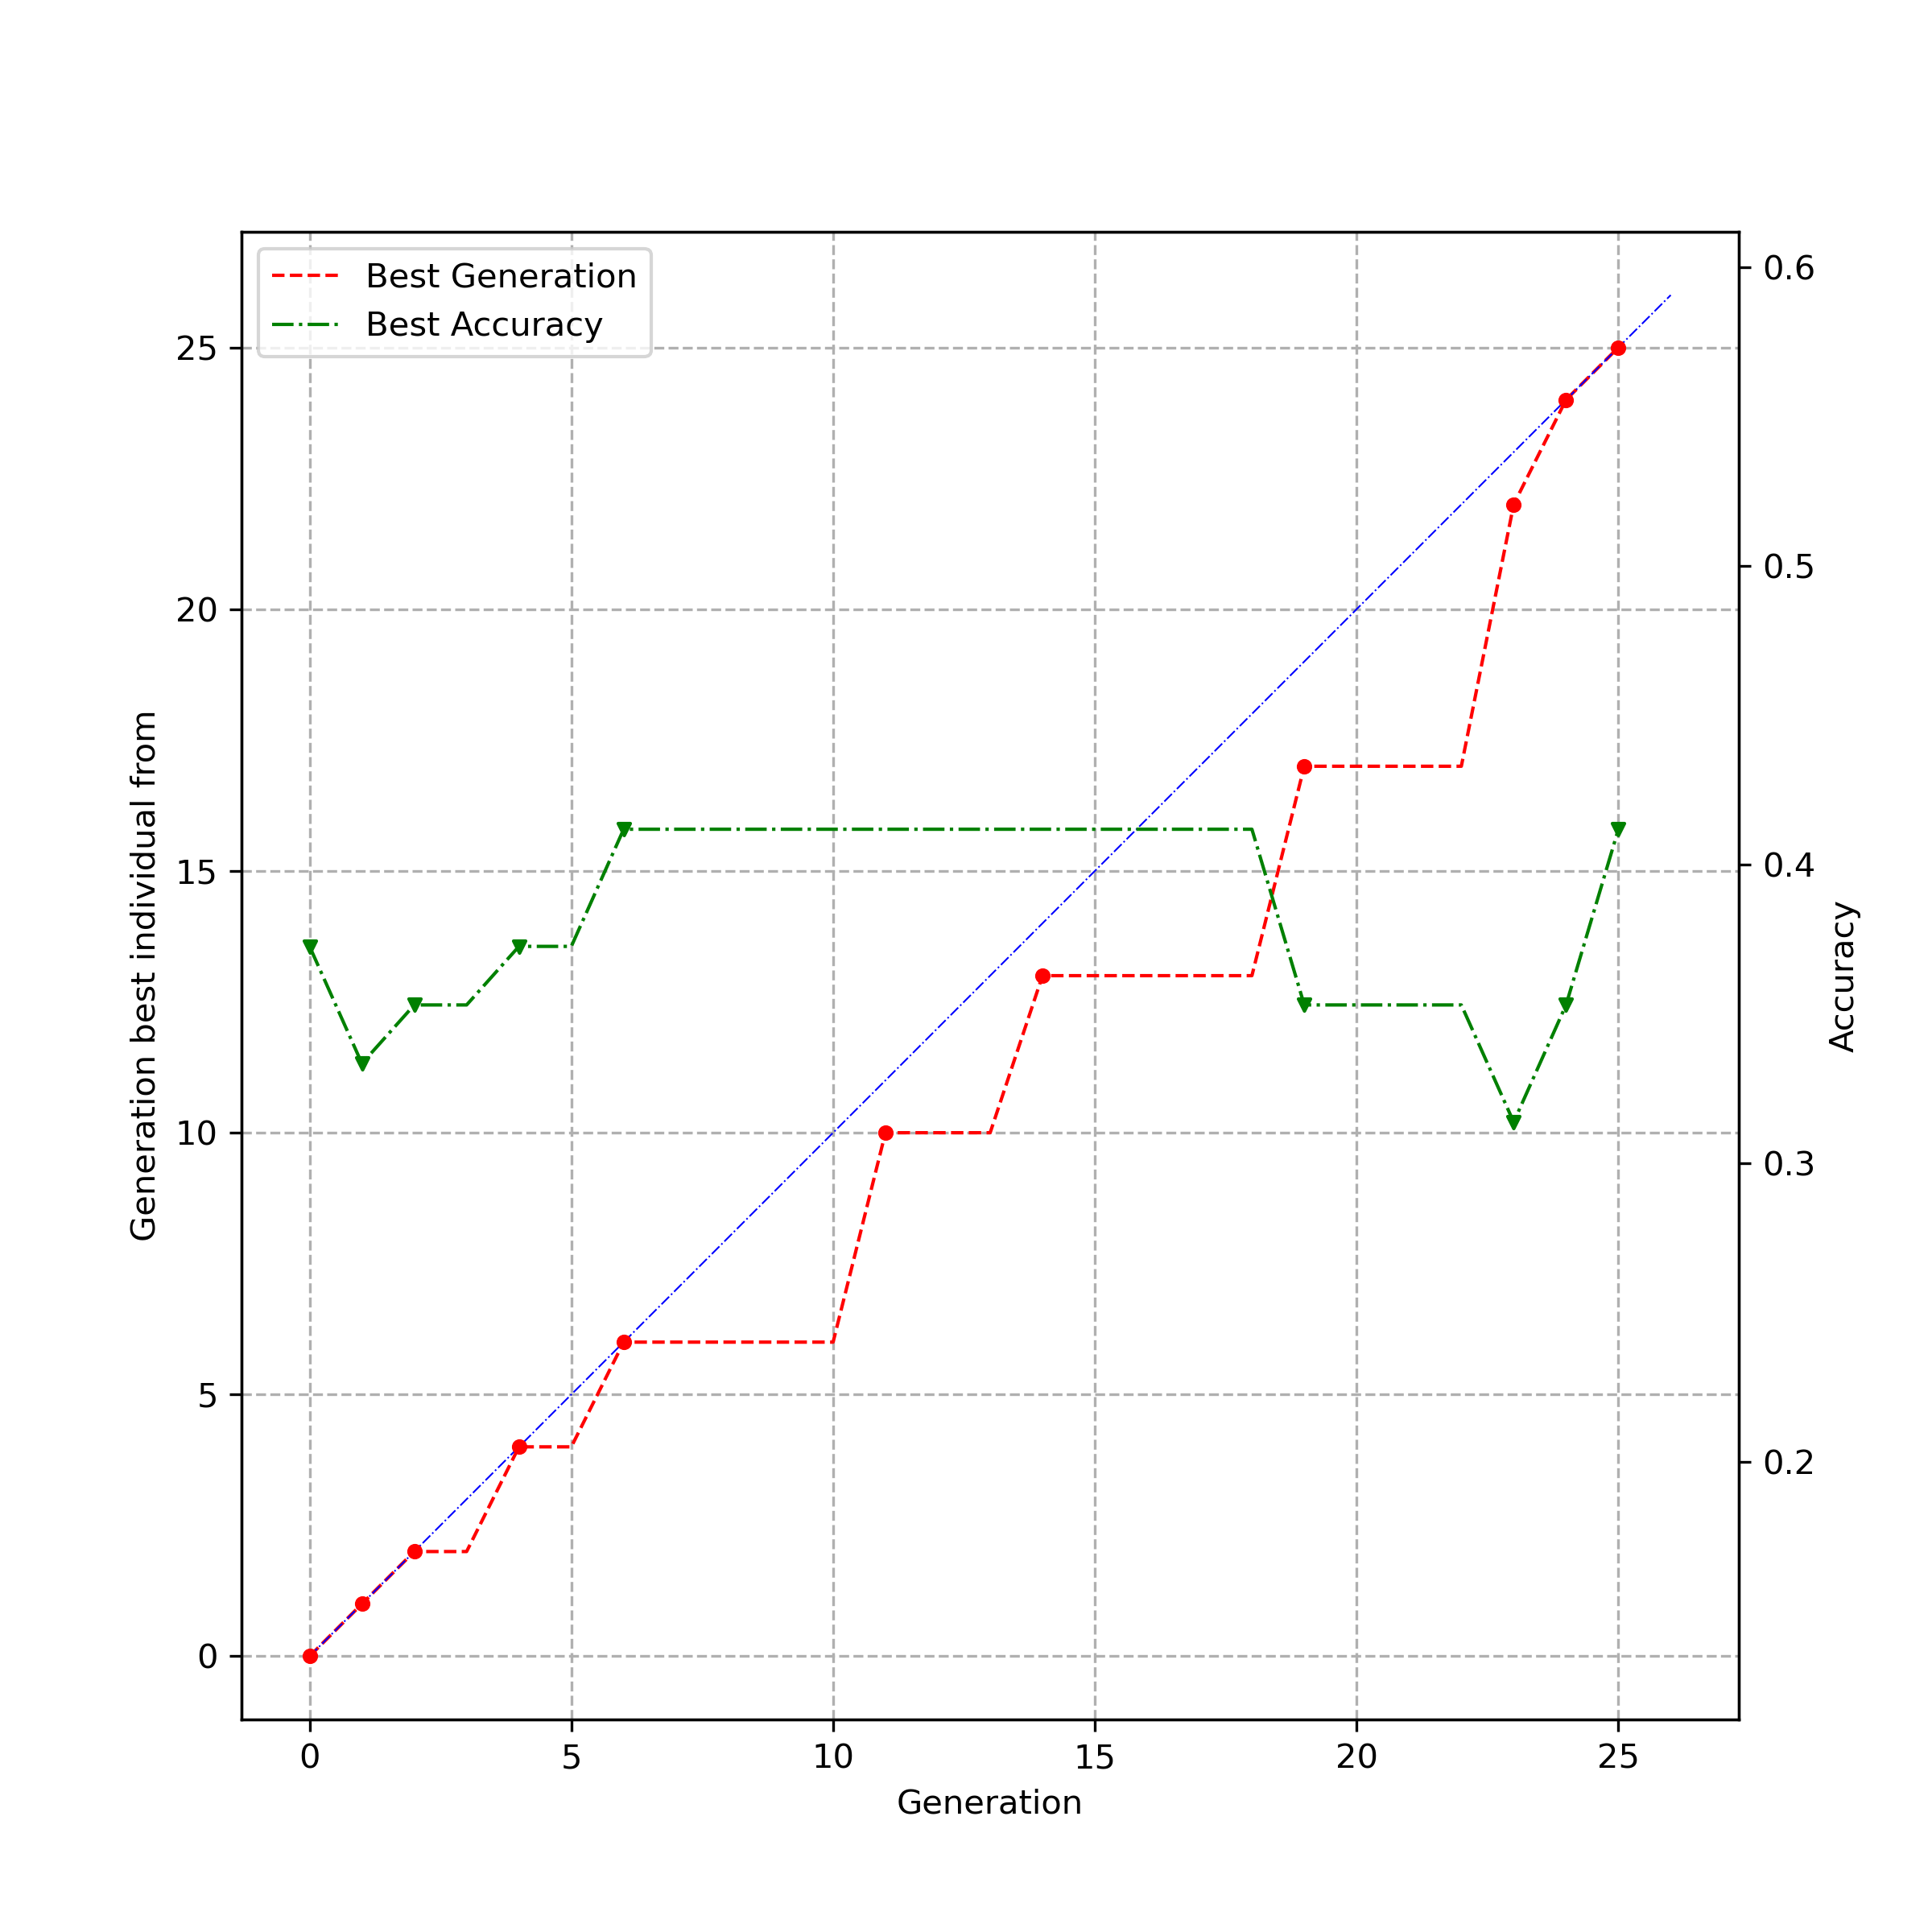 Best Generation
Best Accuracy
Generation best individual from
25
20
15
10
5
0
0.6
0.5
0.4
0.3
0.2
Accuracy
0 5 10 15 20 25
Generation